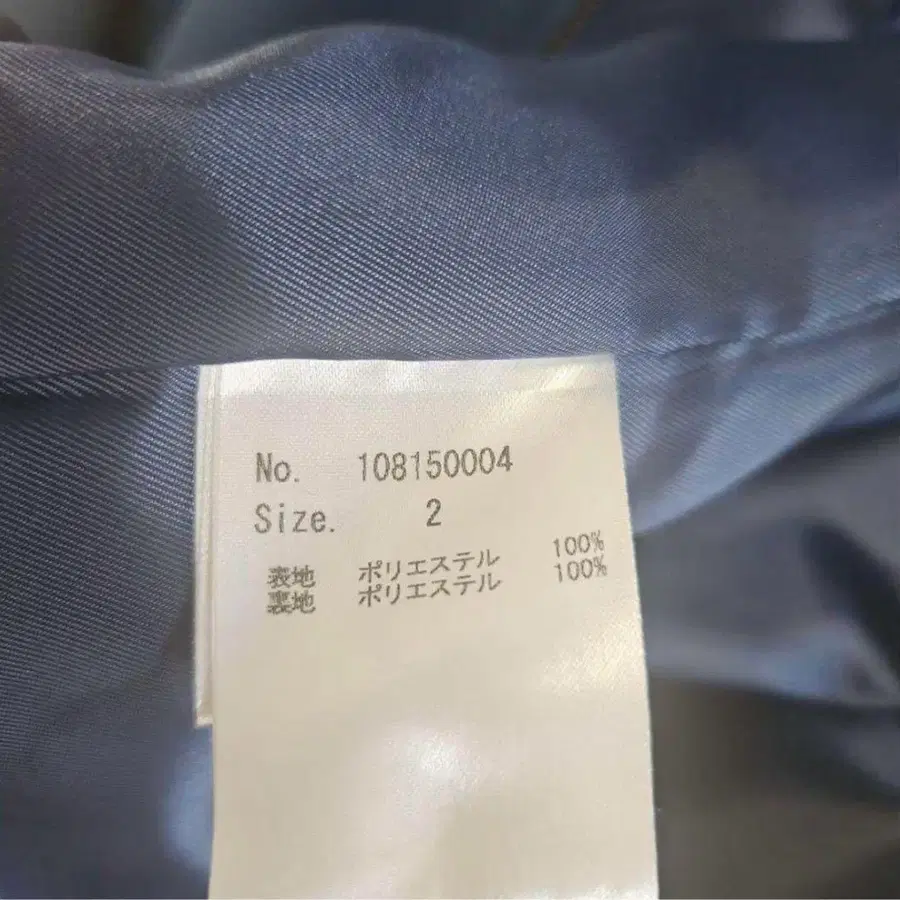 No. 108150004
Size. 2
表地 ポリエステル 100%
裏地 ポリエステル 100%